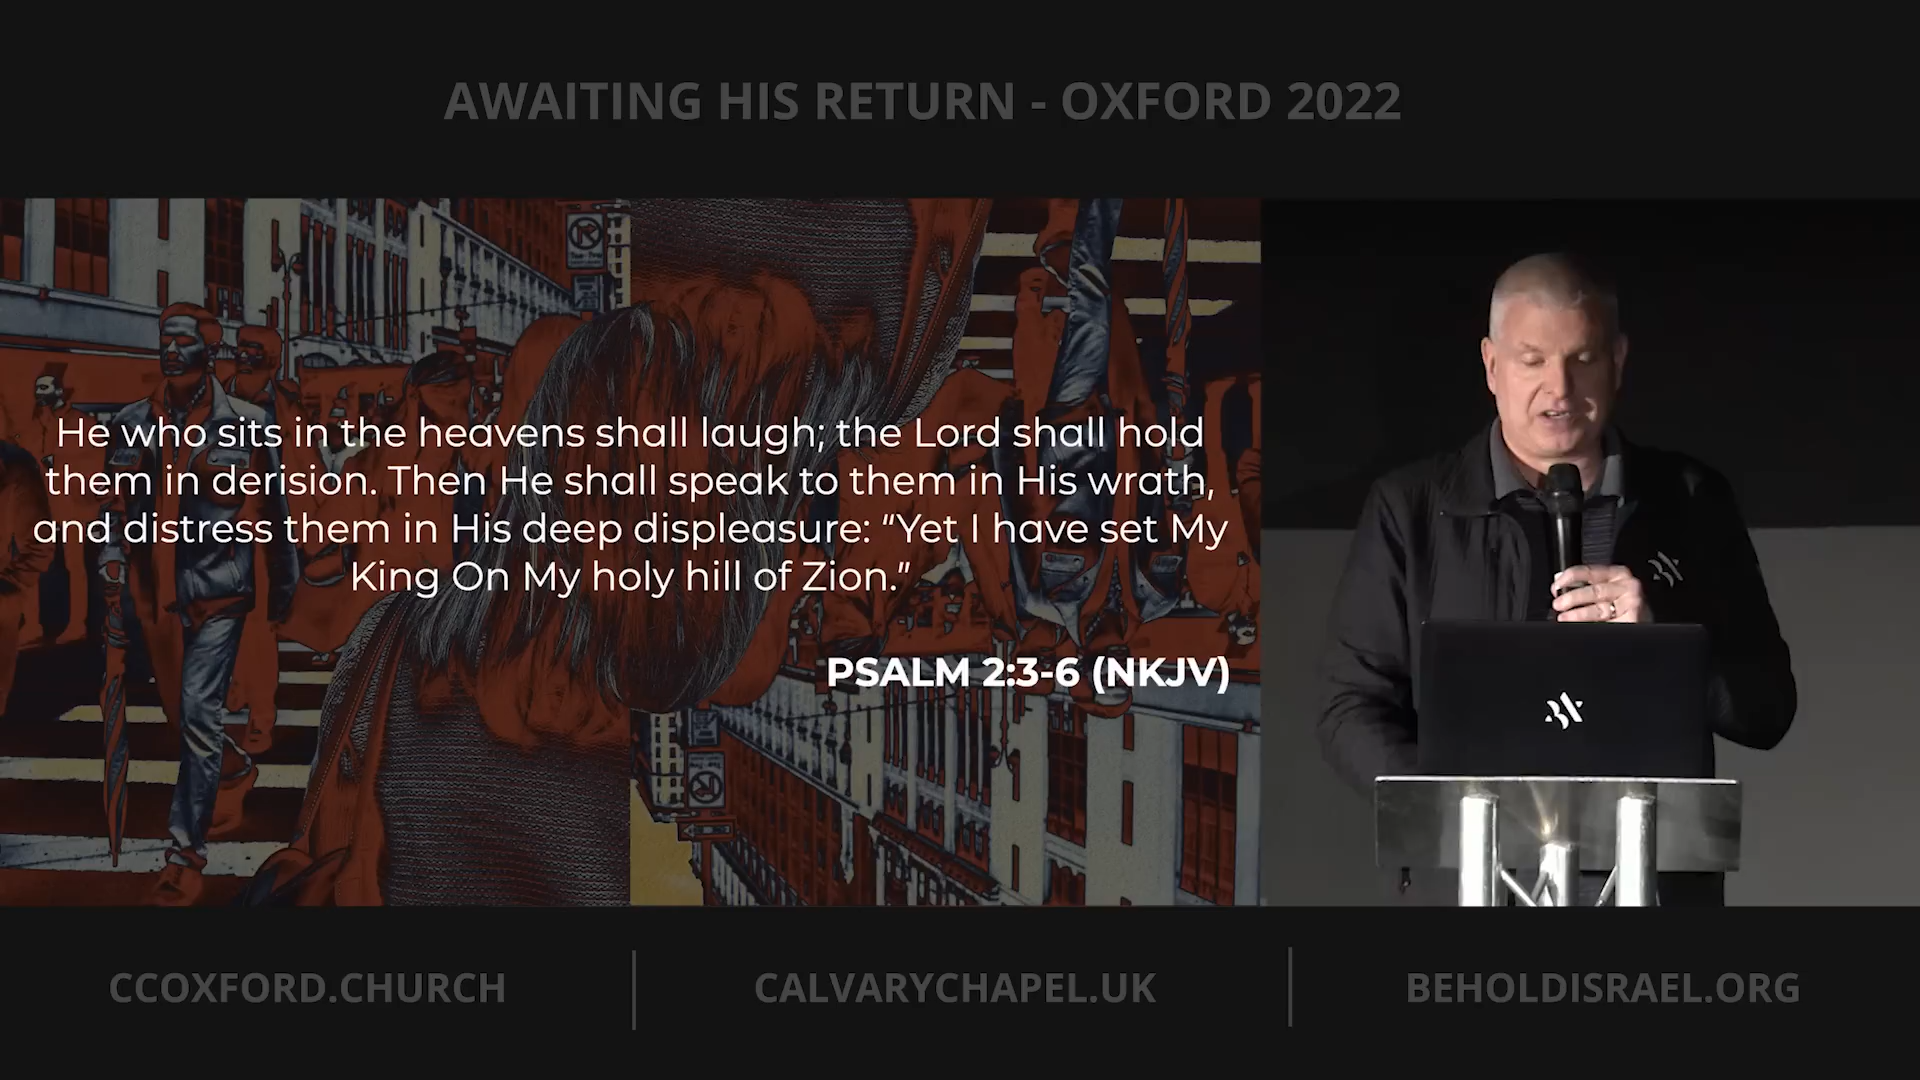 AWAITING HIS RETURN - OXFORD 2022
He who sits in the heavens shall laugh; the Lord shall hold
them in derision. Then He shall speak to them in His wrath,
and distress them in His deep displeasure: “Yet I have set My
King On My holy hill of Zion.”
PSALM 2:3-6 (NKJV)
CCOXFORD.CHURCH
CALVARYCHAPEL.UK
BEHOLDISRAEL.ORG